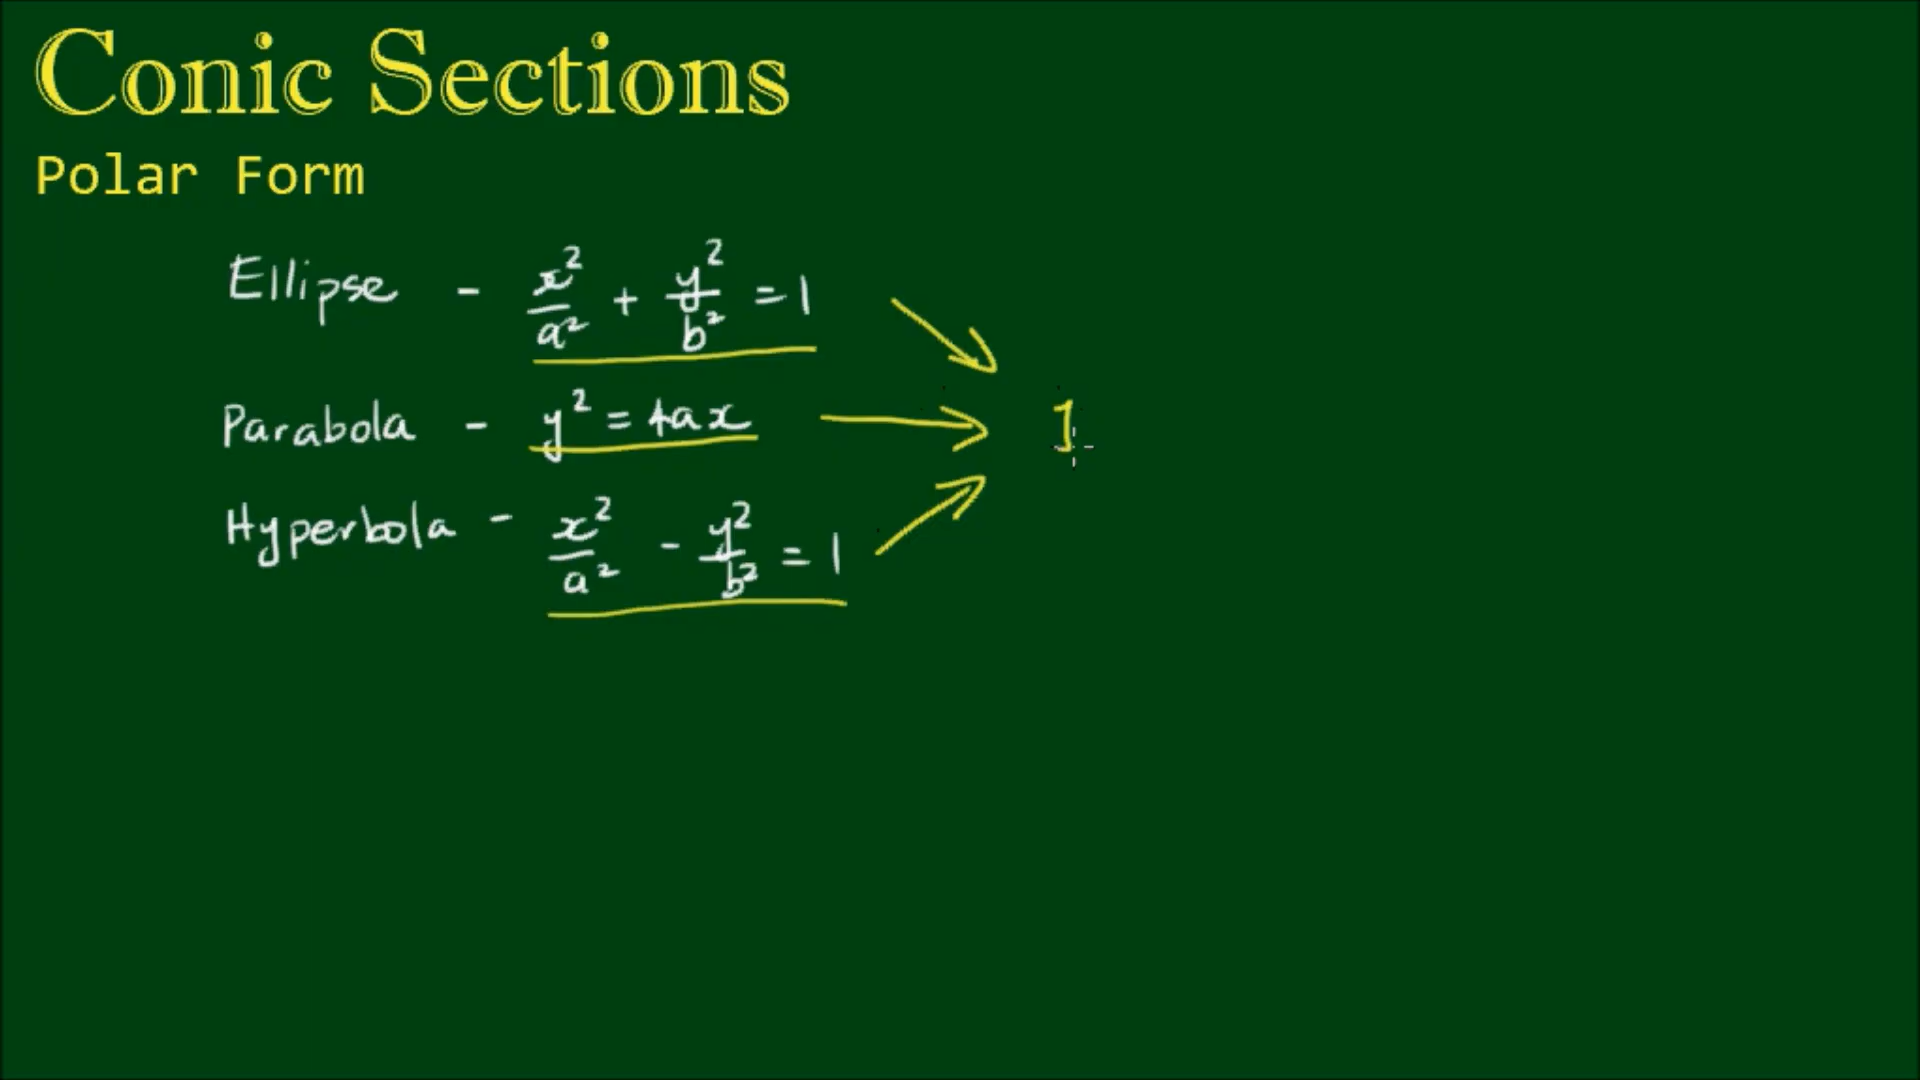 Conic Sections
Polar Form
Ellipse - x²/a² + y²/b² = 1
Parabola - y² = 4ax
1
Hyperbola - x²/a² - y²/b² = 1